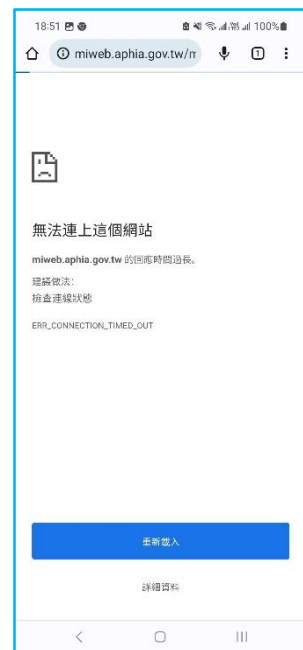 18:51 100%
miweb.aphia.gov.tw/m 1
無法連上這個網站
miweb.aphia.gov.tw 的回應時間過長。
建議做法：
檢查連線狀態
ERR_CONNECTION_TIMED_OUT
重新載入
詳細資料